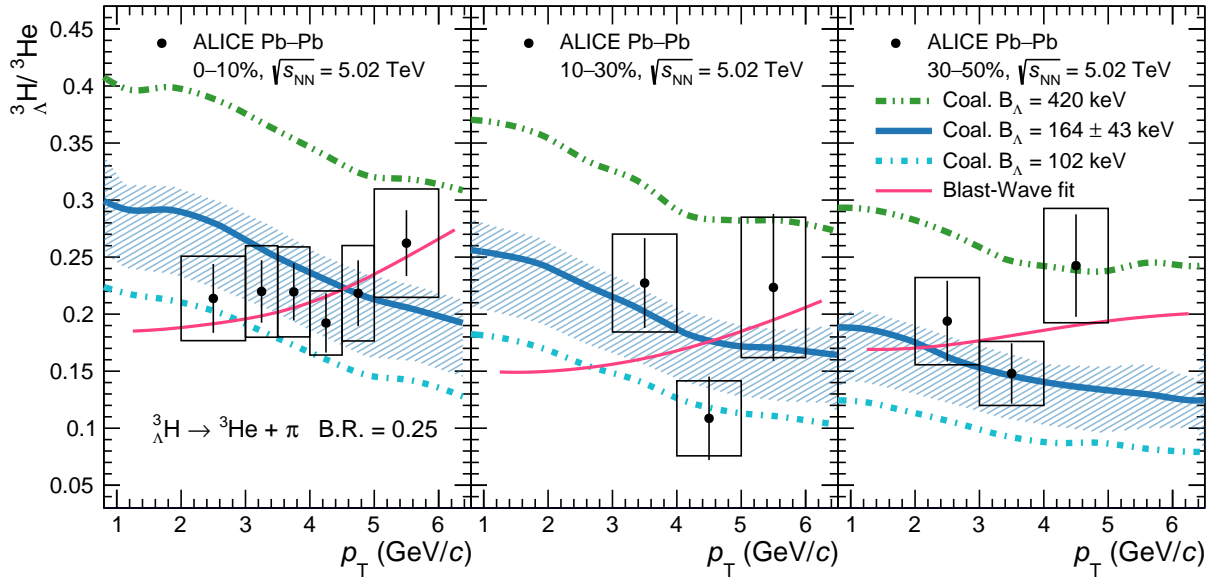 ³ΛH/ ³He
0.45
0.4
0.35
0.3
0.25
0.2
0.15
0.1
0.05
ALICE Pb–Pb
0–10%, √sNN = 5.02 TeV
³ΛH → ³He + π B.R. = 0.25
1 2 3 4 5 6
pT (GeV/c)
ALICE Pb–Pb
10–30%, √sNN = 5.02 TeV
1 2 3 4 5 6
pT (GeV/c)
ALICE Pb–Pb
30–50%, √sNN = 5.02 TeV
Coal. BΛ = 420 keV
Coal. BΛ = 164 ± 43 keV
Coal. BΛ = 102 keV
Blast-Wave fit
1 2 3 4 5 6
pT (GeV/c)